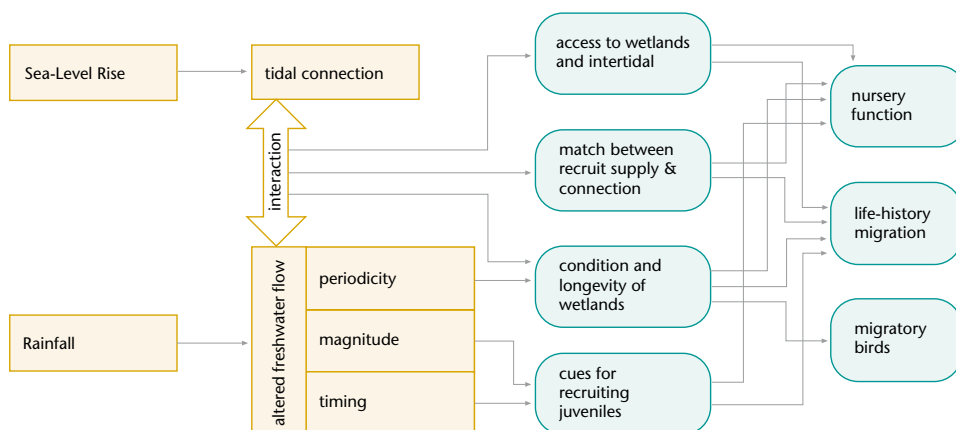 Sea-Level Rise
tidal connection
interaction
altered freshwater flow
periodicity
magnitude
timing
Rainfall
access to wetlands
and intertidal
match between
recruit supply &
connection
condition and
longevity of
wetlands
cues for
recruiting
juveniles
nursery
function
life-history
migration
migratory
birds